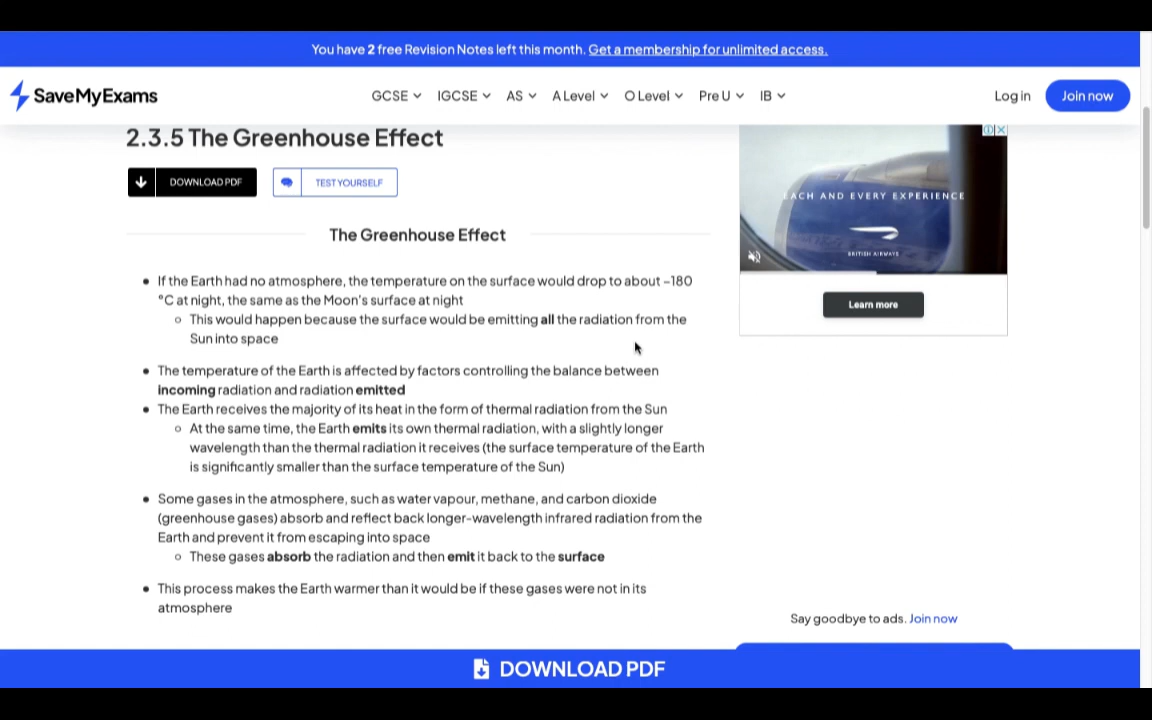 You have 2 free Revision Notes left this month. Get a membership for unlimited access.
SaveMyExams
GCSE IGCSE AS A Level O Level Pre U IB
Log in
Join now
2.3.5 The Greenhouse Effect
DOWNLOAD PDF
TEST YOURSELF
The Greenhouse Effect
If the Earth had no atmosphere, the temperature on the surface would drop to about −180
°C at night, the same as the Moon's surface at night
This would happen because the surface would be emitting all the radiation from the
Sun into space
The temperature of the Earth is affected by factors controlling the balance between
incoming radiation and radiation emitted
The Earth receives the majority of its heat in the form of thermal radiation from the Sun
At the same time, the Earth emits its own thermal radiation, with a slightly longer
wavelength than the thermal radiation it receives (the surface temperature of the Earth
is significantly smaller than the surface temperature of the Sun)
Some gases in the atmosphere, such as water vapour, methane, and carbon dioxide
(greenhouse gases) absorb and reflect back longer-wavelength infrared radiation from the
Earth and prevent it from escaping into space
These gases absorb the radiation and then emit it back to the surface
This process makes the Earth warmer than it would be if these gases were not in its
atmosphere
EACH AND EVERY EXPERIENCE
BRITISH AIRWAYS
Learn more
Say goodbye to ads. Join now
DOWNLOAD PDF